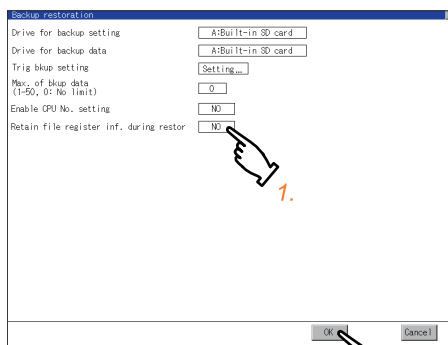 Backup restoration
Drive for backup setting A:Built-in SD card
Drive for backup data A:Built-in SD card
Trig bkup setting Setting...
Max. of bkup data
(1-50, 0: No limit) 0
Enable CPU No. setting NO
Retain file register inf. during restor NO
1.
OK Cancel